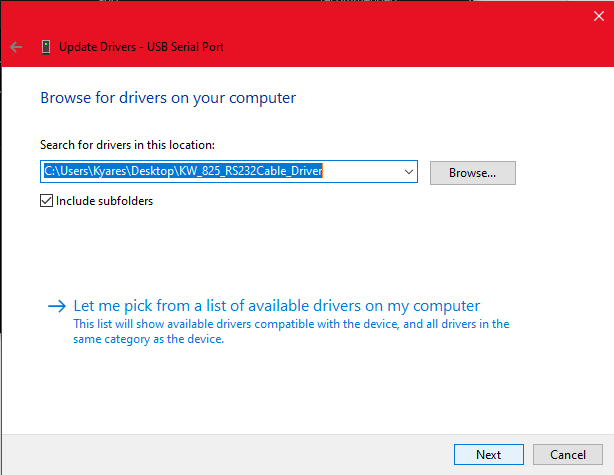 Update Drivers - USB Serial Port
Browse for drivers on your computer
Search for drivers in this location:
C:\Users\Kyares\Desktop\KW_825_RS232Cable_Driver
Browse...
Include subfolders
Let me pick from a list of available drivers on my computer
This list will show available drivers compatible with the device, and all drivers in the
same category as the device.
Next
Cancel